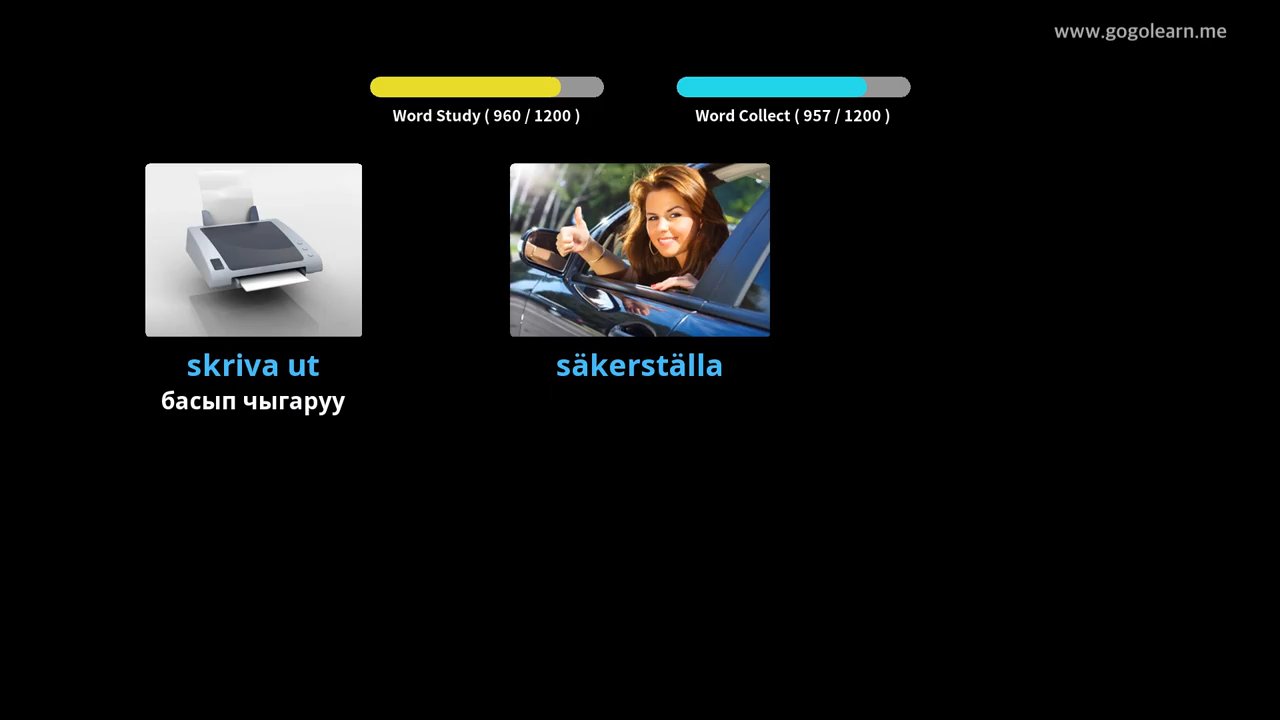 www.gogolearn.me
Word Study ( 960 / 1200 )
Word Collect ( 957 / 1200 )
skriva ut
басып чыгаруу
säkerställa